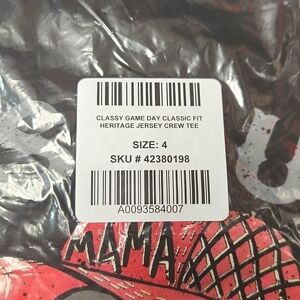 CLASSY GAME DAY CLASSIC FIT
HERITAGE JERSEY CREW TEE
SIZE: 4
SKU # 42380198
A0093584007
MAMA